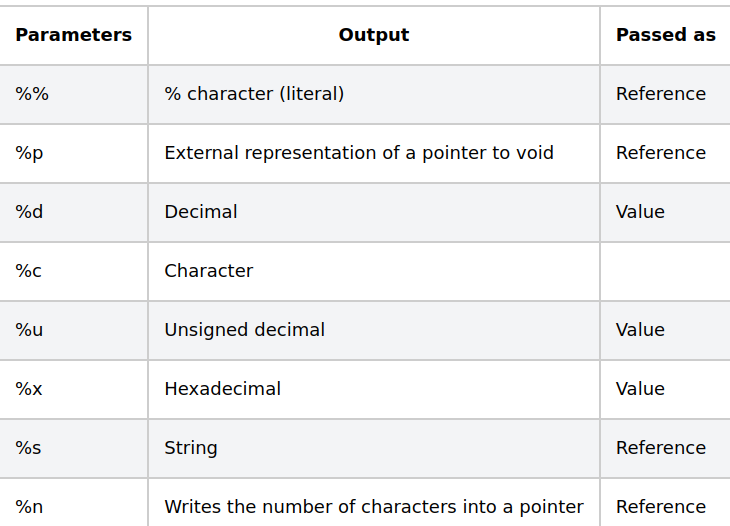 Parameters Output Passed as
%% % character (literal) Reference
%p External representation of a pointer to void Reference
%d Decimal Value
%c Character
%u Unsigned decimal Value
%x Hexadecimal Value
%s String Reference
%n Writes the number of characters into a pointer Reference